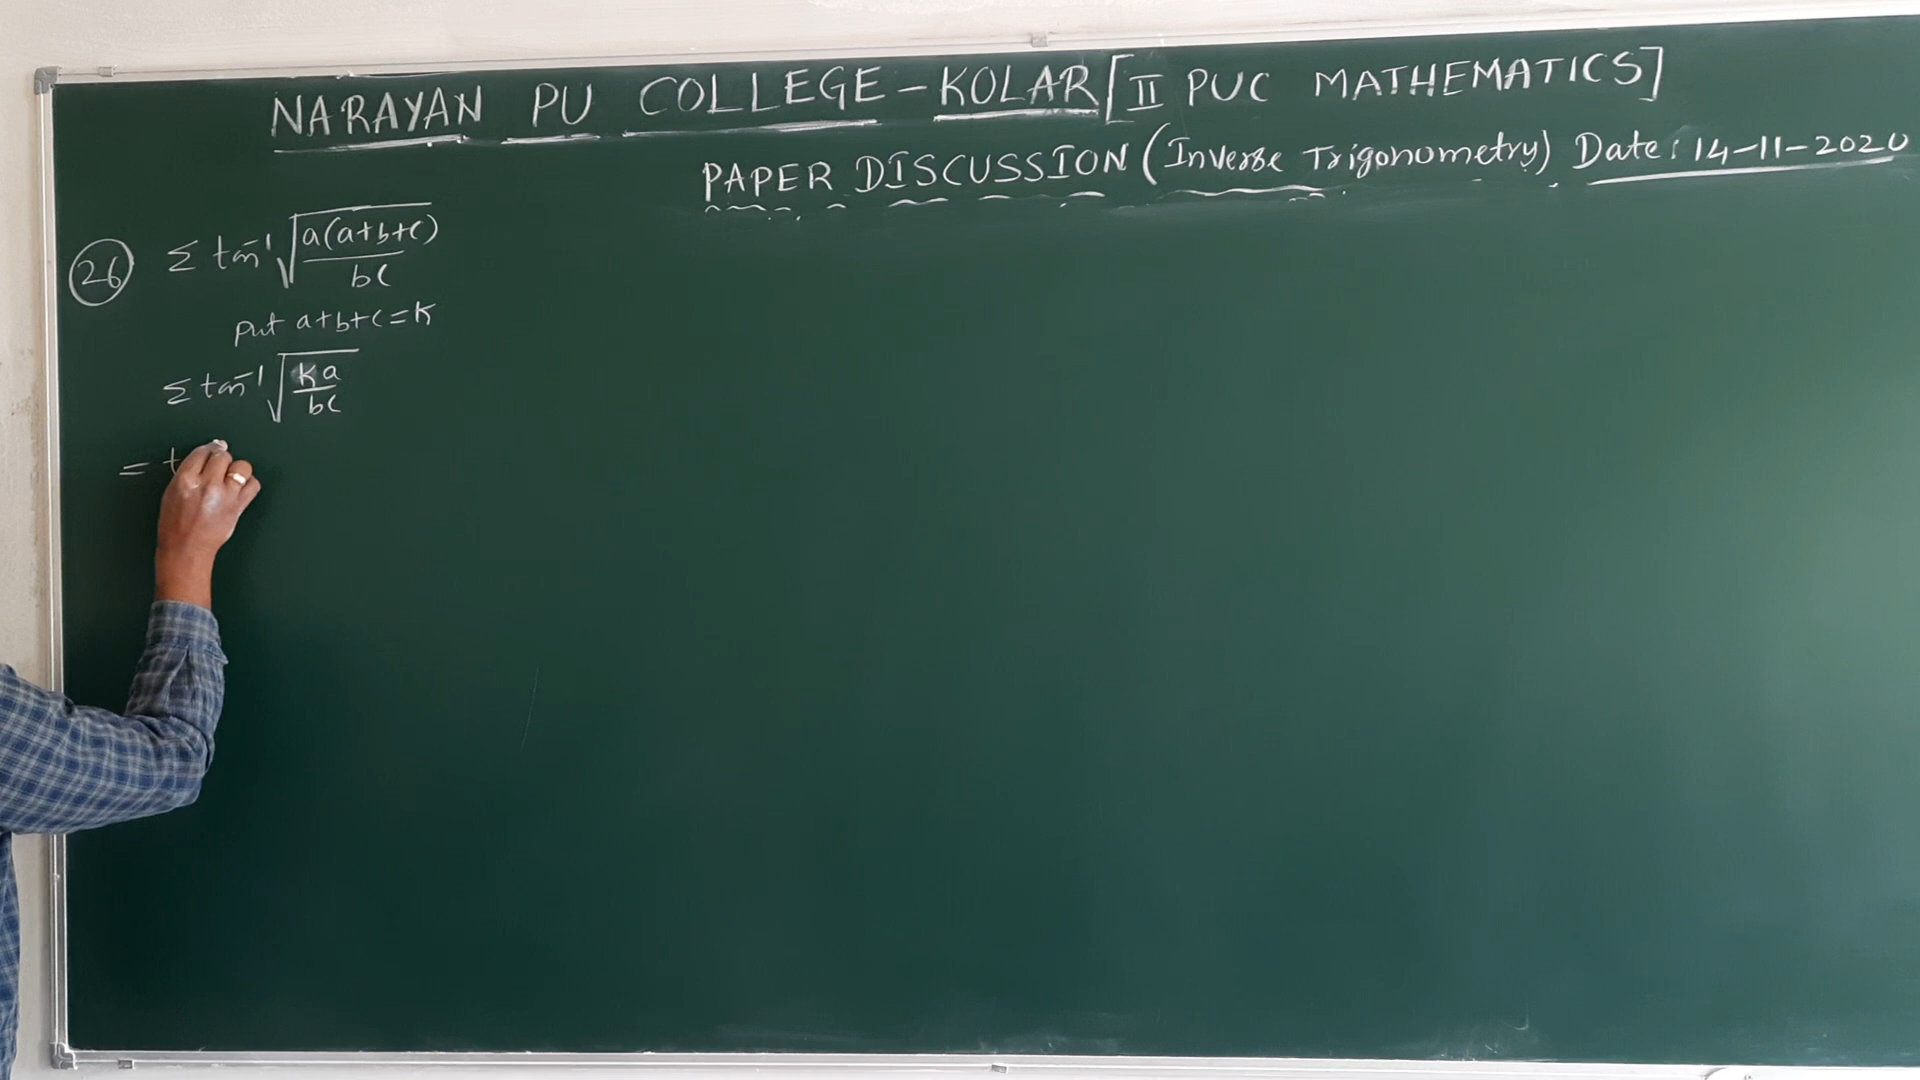 NARAYAN PU COLLEGE - KOLAR [II PUC MATHEMATICS]
PAPER DISCUSSION (Inverse Trigonometry) Date: 14-11-2020
26 Σ tan⁻¹ √(a(a+b+c)/bc)
Put a+b+c=K
Σ tan⁻¹ √(Ka/bc)
= t